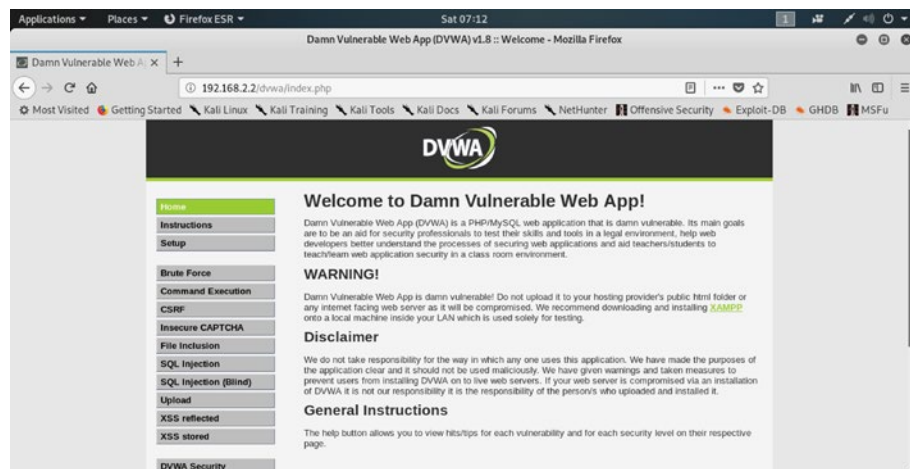 Applications Places Firefox ESR Sat 07:12 1
Damn Vulnerable Web App (DVWA) v1.8 :: Welcome - Mozilla Firefox
Damn Vulnerable Web A
192.168.2.2/dvwa/index.php
Most Visited Getting Started Kali Linux Kali Training Kali Tools Kali Docs Kali Forums NetHunter Offensive Security Exploit-DB GHDB MSFu
DVWA
Home
Instructions
Setup
Brute Force
Command Execution
CSRF
Insecure CAPTCHA
File Inclusion
SQL Injection
SQL Injection (Blind)
Upload
XSS reflected
XSS stored
DVWA Security
Welcome to Damn Vulnerable Web App!
Damn Vulnerable Web App (DVWA) is a PHP/MySQL web application that is damn vulnerable. Its main goals
are to be an aid for security professionals to test their skills and tools in a legal environment, help web
developers better understand the processes of securing web applications and aid teachers/students to
teach/learn web application security in a class room environment.
WARNING!
Damn Vulnerable Web App is damn vulnerable! Do not upload it to your hosting provider's public html folder or
any internet facing web server as it will be compromised. We recommend downloading and installing XAMPP
onto a local machine inside your LAN which is used solely for testing.
Disclaimer
We do not take responsibility for the way in which any one uses this application. We have made the purposes of
the application clear and it should not be used maliciously. We have given warnings and taken measures to
prevent users from installing DVWA on to live web servers. If your web server is compromised via an installation
of DVWA it is not our responsibility it is the responsibility of the person/s who uploaded and installed it.
General Instructions
The help button allows you to view hits/tips for each vulnerability and for each security level on their respective
page.